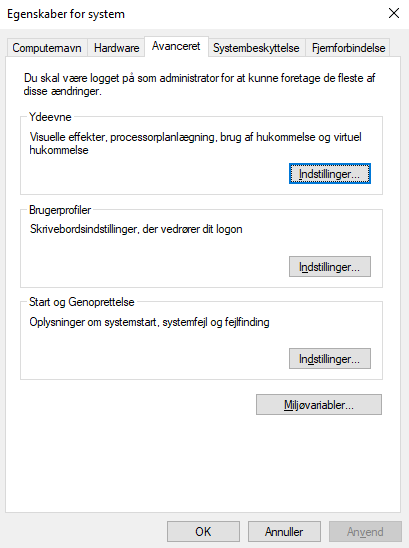 Egenskaber for system
Computernavn Hardware Avanceret Systembeskyttelse Fjernforbindelse
Du skal være logget på som administrator for at kunne foretage de fleste af
disse ændringer.
Ydeevne
Visuelle effekter, processorplanlægning, brug af hukommelse og virtuel
hukommelse
Indstillinger...
Brugerprofiler
Skrivebordsindstillinger, der vedrører dit logon
Indstillinger...
Start og Genoprettelse
Oplysninger om systemstart, systemfejl og fejlfinding
Indstillinger...
Miljøvariabler...
OK Annuller Anvend